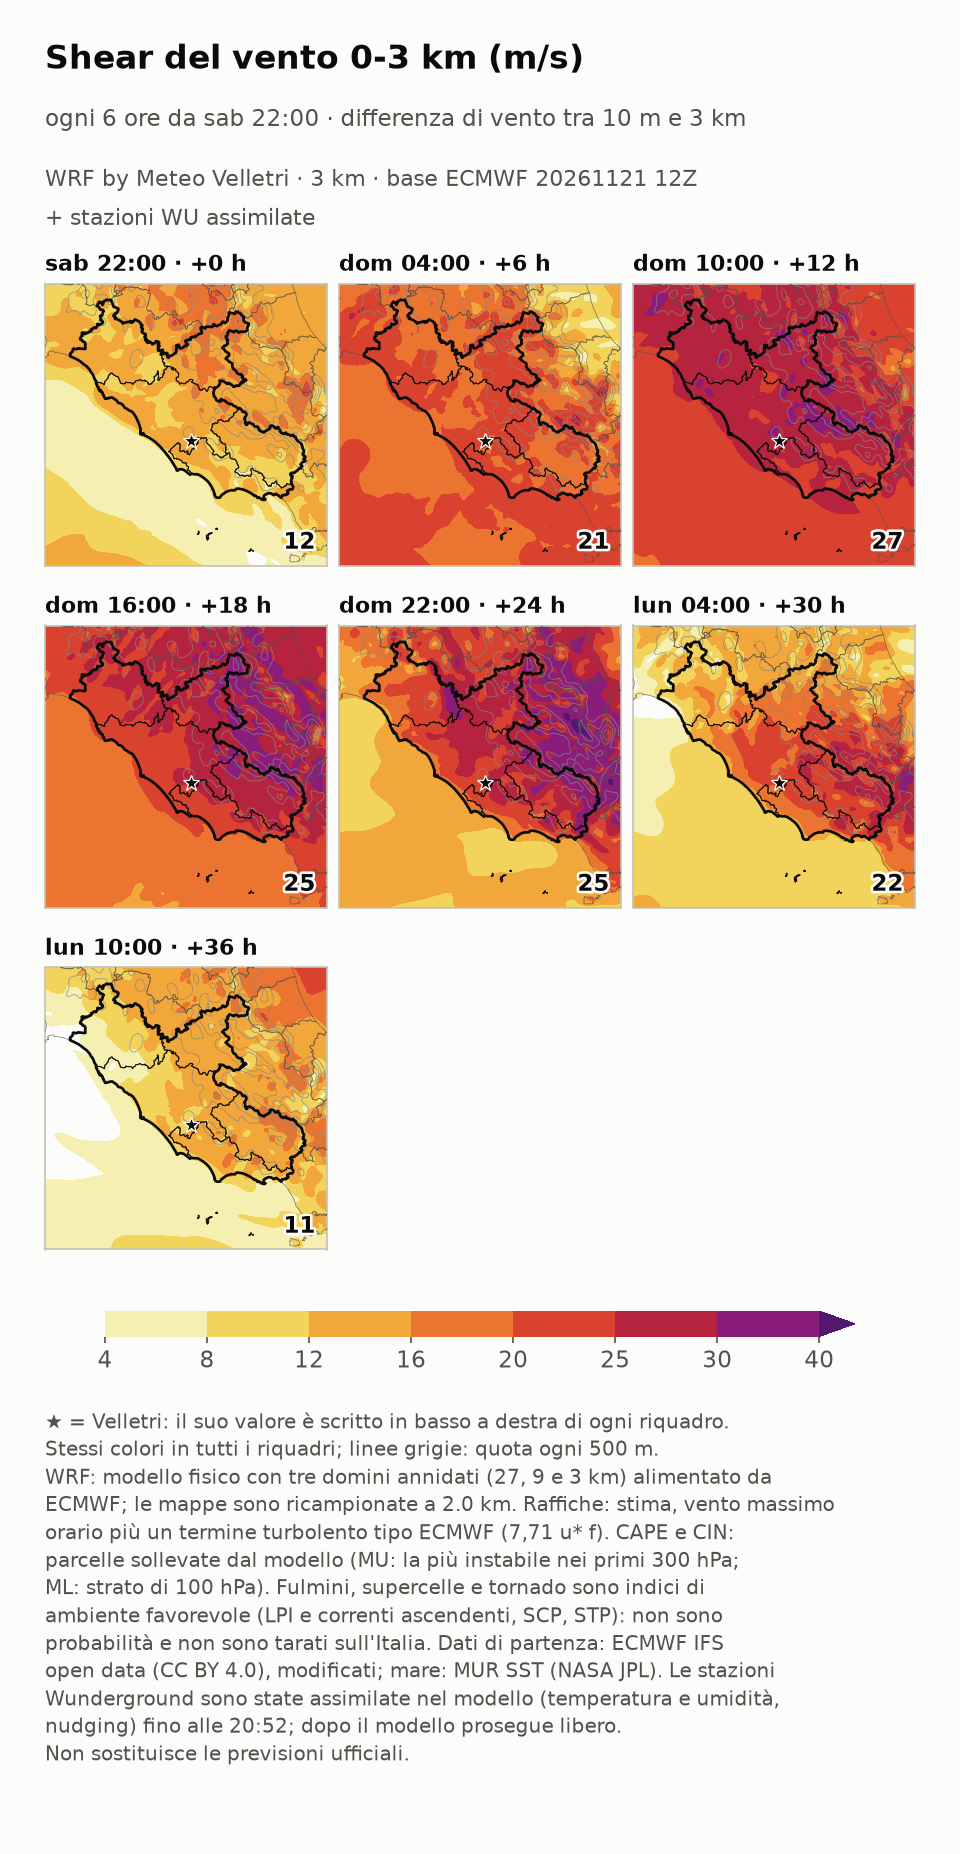 Shear del vento 0-3 km (m/s)
ogni 6 ore da sab 22:00 · differenza di vento tra 10 m e 3 km
WRF by Meteo Velletri · 3 km · base ECMWF 20261121 12Z
+ stazioni WU assimilate
sab 22:00 · +0 h
dom 04:00 · +6 h
dom 10:00 · +12 h
12
21
27
dom 16:00 · +18 h
dom 22:00 · +24 h
lun 04:00 · +30 h
25
25
22
lun 10:00 · +36 h
11
4 8 12 16 20 25 30 40
★ = Velletri: il suo valore è scritto in basso a destra di ogni riquadro.
Stessi colori in tutti i riquadri; linee grigie: quota ogni 500 m.
WRF: modello fisico con tre domini annidati (27, 9 e 3 km) alimentato da
ECMWF; le mappe sono ricampionate a 2.0 km. Raffiche: stima, vento massimo
orario più un termine turbolento tipo ECMWF (7,71 u* f). CAPE e CIN:
parcelle sollevate dal modello (MU: la più instabile nei primi 300 hPa;
ML: strato di 100 hPa). Fulmini, supercelle e tornado sono indici di
ambiente favorevole (LPI e correnti ascendenti, SCP, STP): non sono
probabilità e non sono tarati sull'Italia. Dati di partenza: ECMWF IFS
open data (CC BY 4.0), modificati; mare: MUR SST (NASA JPL). Le stazioni
Wunderground sono state assimilate nel modello (temperatura e umidità,
nudging) fino alle 20:52; dopo il modello prosegue libero.
Non sostituisce le previsioni ufficiali.